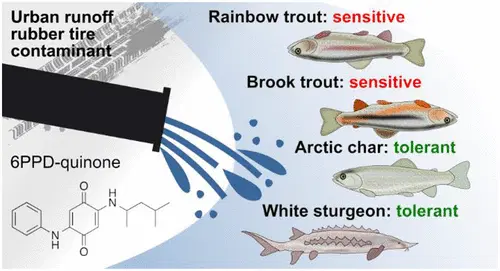 Urban runoff
rubber tire
contaminant
6PPD-quinone
O
H
N
N
H
O
Rainbow trout: sensitive
Brook trout: sensitive
Arctic char: tolerant
White sturgeon: tolerant